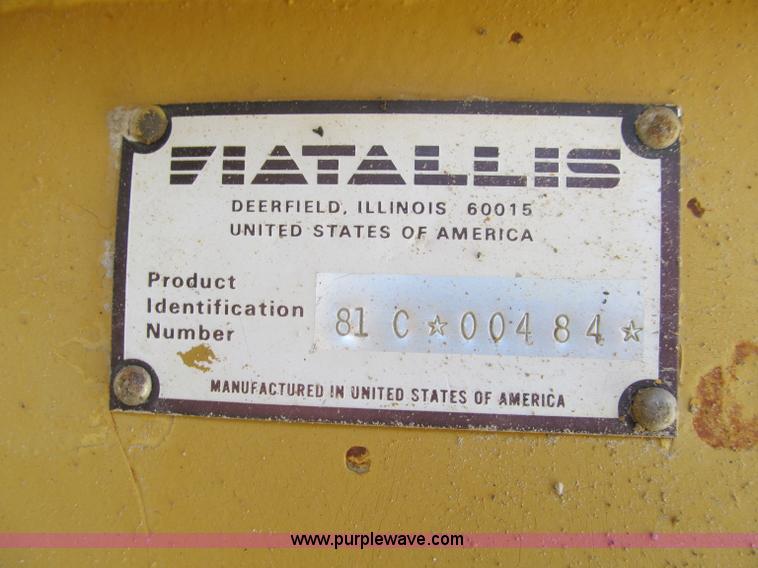 FIATALLIS
DEERFIELD, ILLINOIS 60015
UNITED STATES OF AMERICA
Product
Identification
Number
81 C ☆ 00484 ☆
MANUFACTURED IN UNITED STATES OF AMERICA
www.purplewave.com